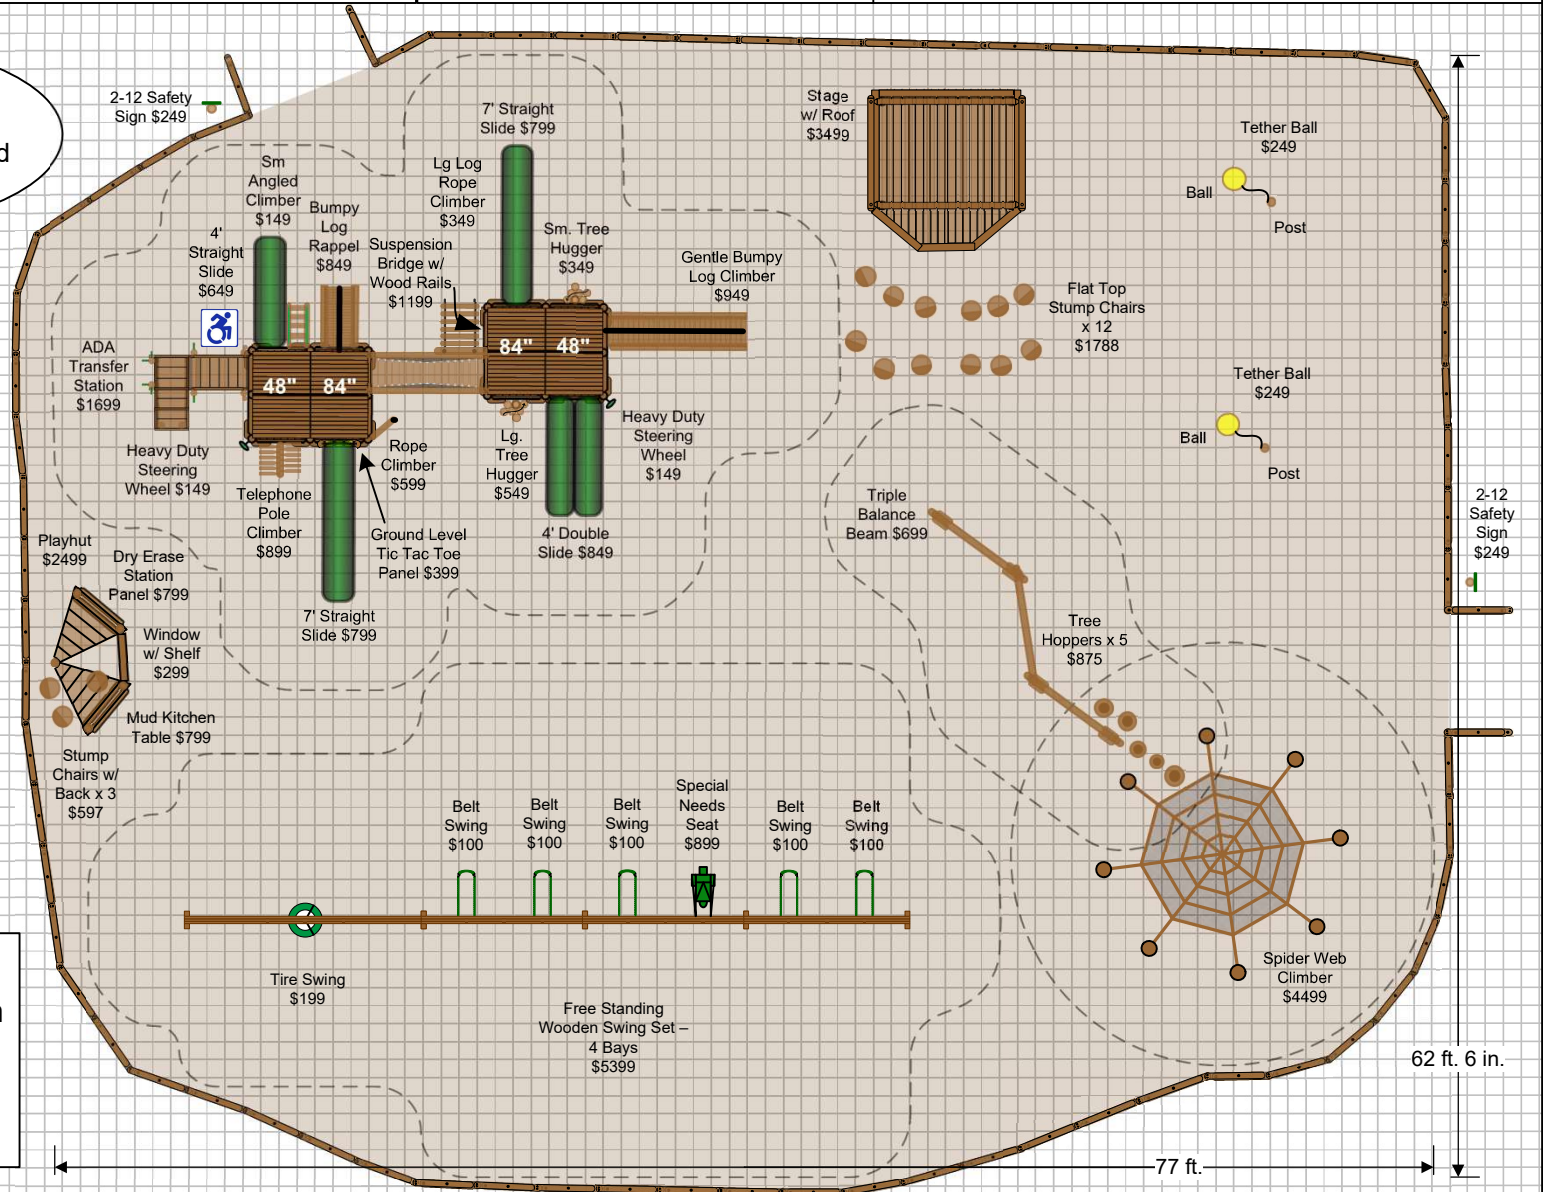 d
n
2-12 Safety
Sign $249
7' Straight
Slide $799
Stage
w/ Roof
$3499
Tether Ball
$249
Ball
Post
Sm
Angled
Climber
$149
Lg Log
Rope
Climber
$349
Bumpy
Log
Rappel
$849
4'
Straight
Slide
$649
Suspension
Bridge w/
Wood Rails
$1199
Sm. Tree
Hugger
$349
Gentle Bumpy
Log Climber
$949
Flat Top
Stump Chairs
x 12
$1788
ADA
Transfer
Station
$1699
48"
84"
84"
48"
Tether Ball
$249
Ball
Post
Heavy Duty
Steering
Wheel $149
Telephone
Pole
Climber
$899
Rope
Climber
$599
Lg.
Tree
Hugger
$549
Heavy Duty
Steering
Wheel
$149
4' Double
Slide $849
Ground Level
Tic Tac Toe
Panel $399
7' Straight
Slide $799
Triple
Balance
Beam $699
2-12
Safety
Sign
$249
Playhut
$2499
Dry Erase
Station
Panel $799
Window
w/ Shelf
$299
Mud Kitchen
Table $799
Stump
Chairs w/
Back x 3
$597
Tree
Hoppers x 5
$875
Belt
Swing
$100
Belt
Swing
$100
Belt
Swing
$100
Special
Needs
Seat
$899
Belt
Swing
$100
Belt
Swing
$100
Tire Swing
$199
Free Standing
Wooden Swing Set –
4 Bays
$5399
Spider Web
Climber
$4499
62 ft. 6 in.
77 ft.